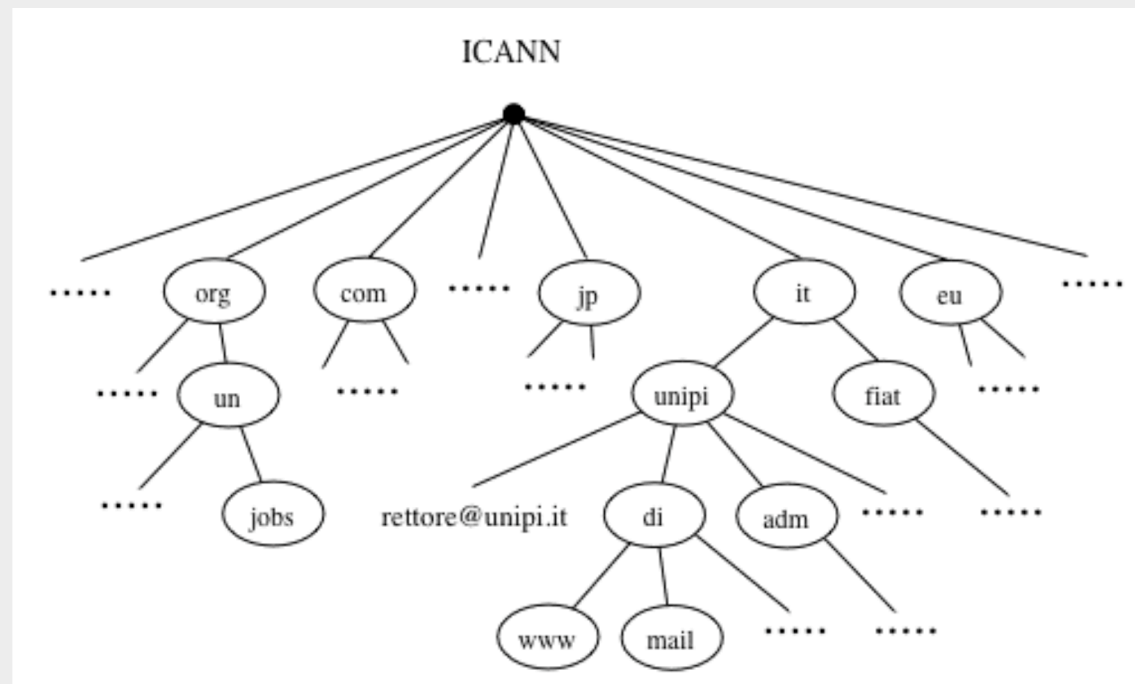 ICANN
..... org com ..... jp it eu .....
..... un ..... ..... unipi fiat .....
..... jobs rettore@unipi.it di adm ..... .....
www mail ..... .....